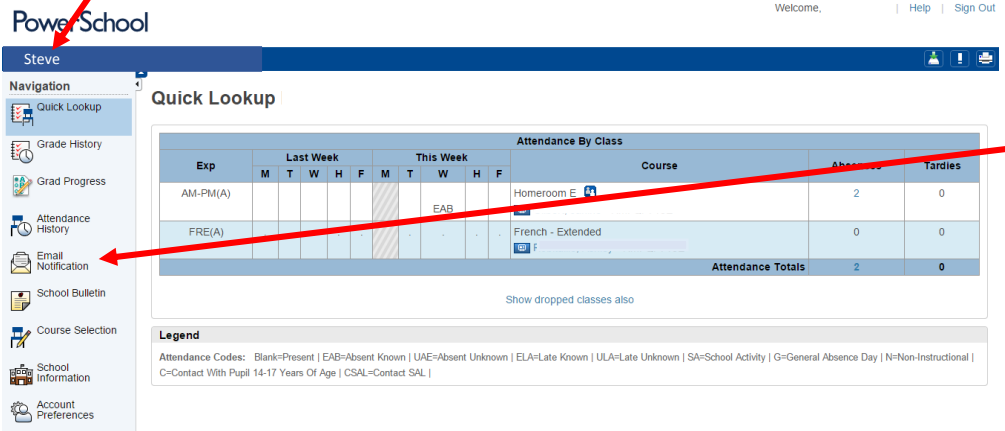 Welcome, | Help | Sign Out
PowerSchool
Steve
Navigation
Quick Lookup
Grade History
Grad Progress
Attendance
History
Email
Notification
School Bulletin
Course Selection
School
Information
Account
Preferences
Quick Lookup
Attendance By Class
Exp Last Week This Week Course Absences Tardies
M T W H F M T W H F
AM-PM(A) EAB Homeroom E 2 0
FRE(A) . . . . . . . . . French - Extended 0 0
Attendance Totals 2 0
Show dropped classes also
Legend
Attendance Codes: Blank=Present | EAB=Absent Known | UAE=Absent Unknown | ELA=Late Known | ULA=Late Unknown | SA=School Activity | G=General Absence Day | N=Non-Instructional |
C=Contact With Pupil 14-17 Years Of Age | CSAL=Contact SAL |